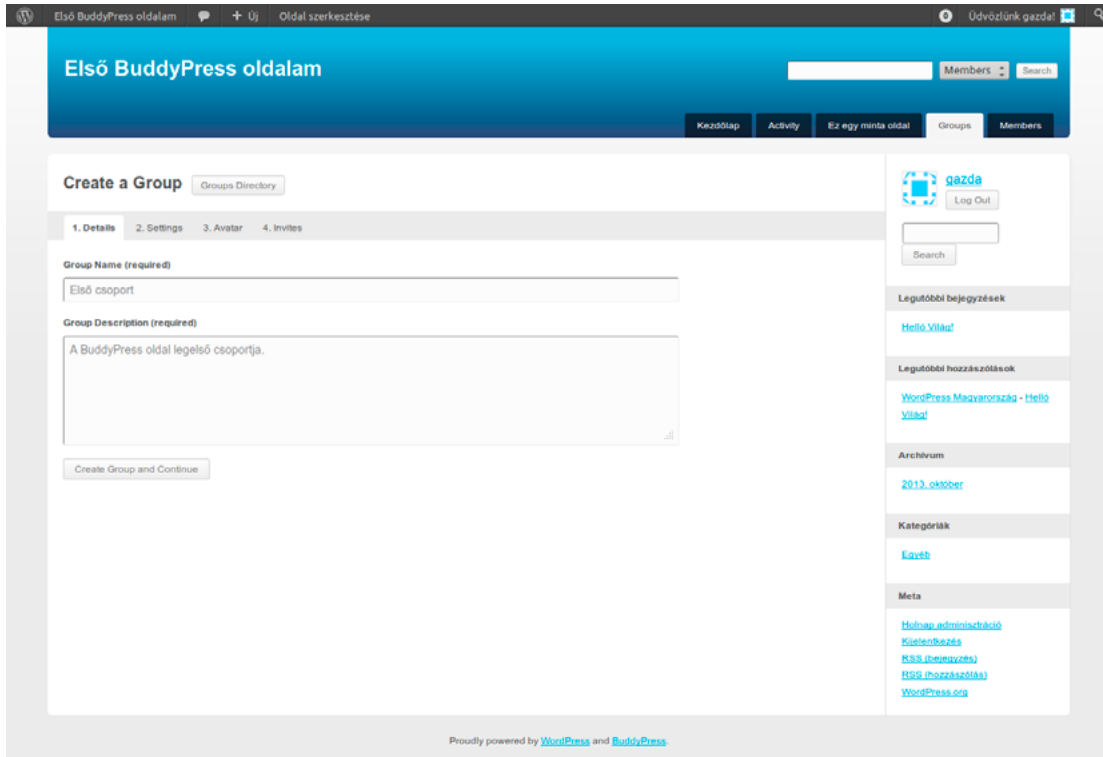 Első BuddyPress oldalam + Új Oldal szerkesztése 0 Üdvözlünk gazda!
Első BuddyPress oldalam
Members Search
Kezdőlap Activity Ez egy minta oldal Groups Members
Create a Group Groups Directory
1. Details 2. Settings 3. Avatar 4. Invites
Group Name (required)
Első csoport
Group Description (required)
A BuddyPress oldal legelső csoportja.
Create Group and Continue
gazda
Log Out
Search
Legutóbbi bejegyzések
Helló Világ!
Legutóbbi hozzászólások
WordPress Magyarország - Helló
Világ!
Archívum
2013. október
Kategóriák
Egyéb
Meta
Honlap adminisztráció
Kijelentkezés
RSS (bejegyzés)
RSS (hozzászólás)
WordPress.org
Proudly powered by WordPress and BuddyPress.